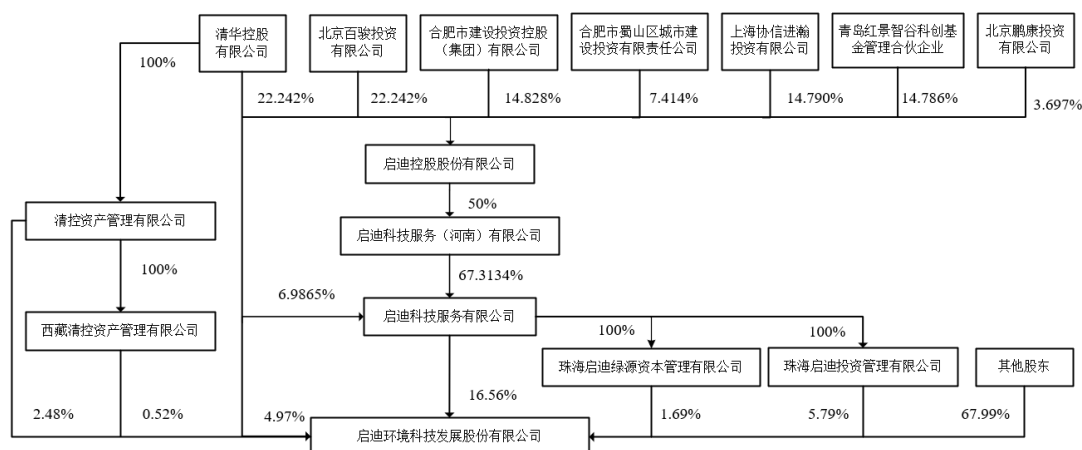 清华控股
有限公司
北京百骏投资
有限公司
合肥市建设投资控股
（集团）有限公司
合肥市蜀山区城市建
设投资有限责任公司
上海协信进瀚
投资有限公司
青岛红景智谷科创基
金管理合伙企业
北京鹏康投资
有限公司
100%
22.242%
22.242%
14.828%
7.414%
14.790%
14.786%
3.697%
启迪控股股份有限公司
50%
清控资产管理有限公司
启迪科技服务（河南）有限公司
100%
67.3134%
6.9865%
西藏清控资产管理有限公司
启迪科技服务有限公司
100%
100%
珠海启迪绿源资本管理有限公司
珠海启迪投资管理有限公司
其他股东
2.48%
0.52%
4.97%
16.56%
1.69%
5.79%
67.99%
启迪环境科技发展股份有限公司